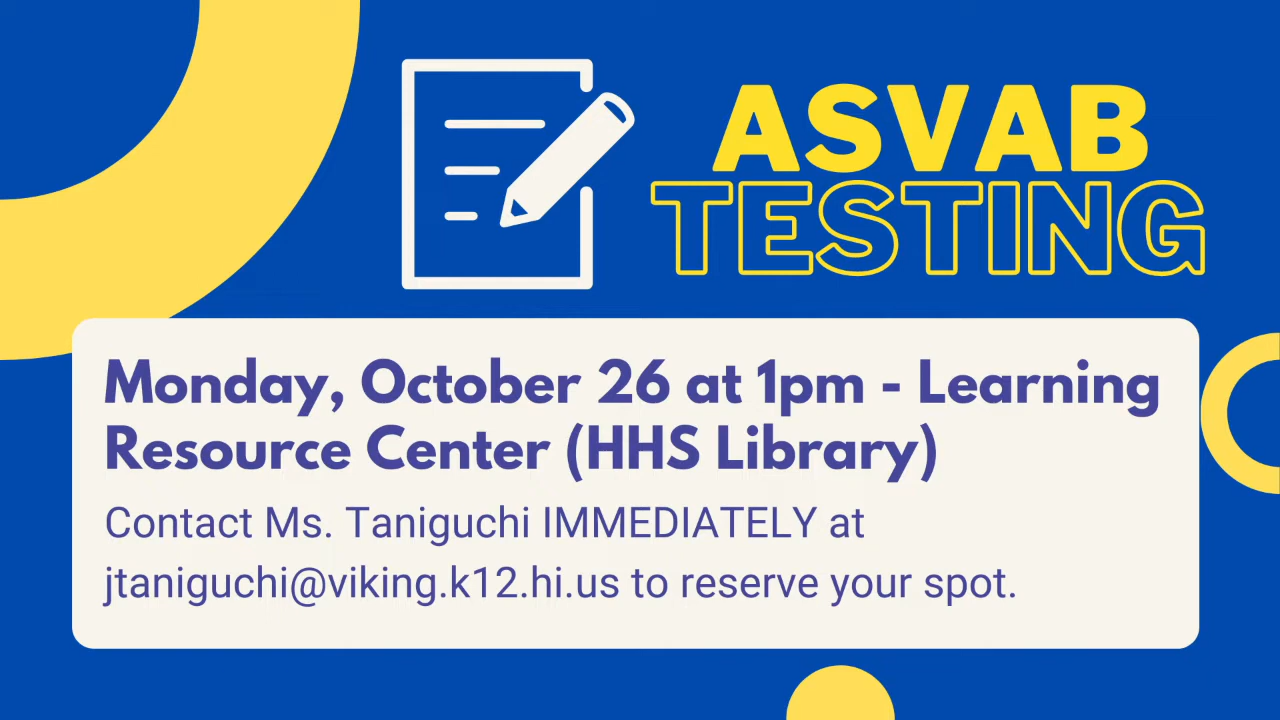 ASVAB
TESTING
Monday, October 26 at 1pm - Learning
Resource Center (HHS Library)
Contact Ms. Taniguchi IMMEDIATELY at
jtaniguchi@viking.k12.hi.us to reserve your spot.